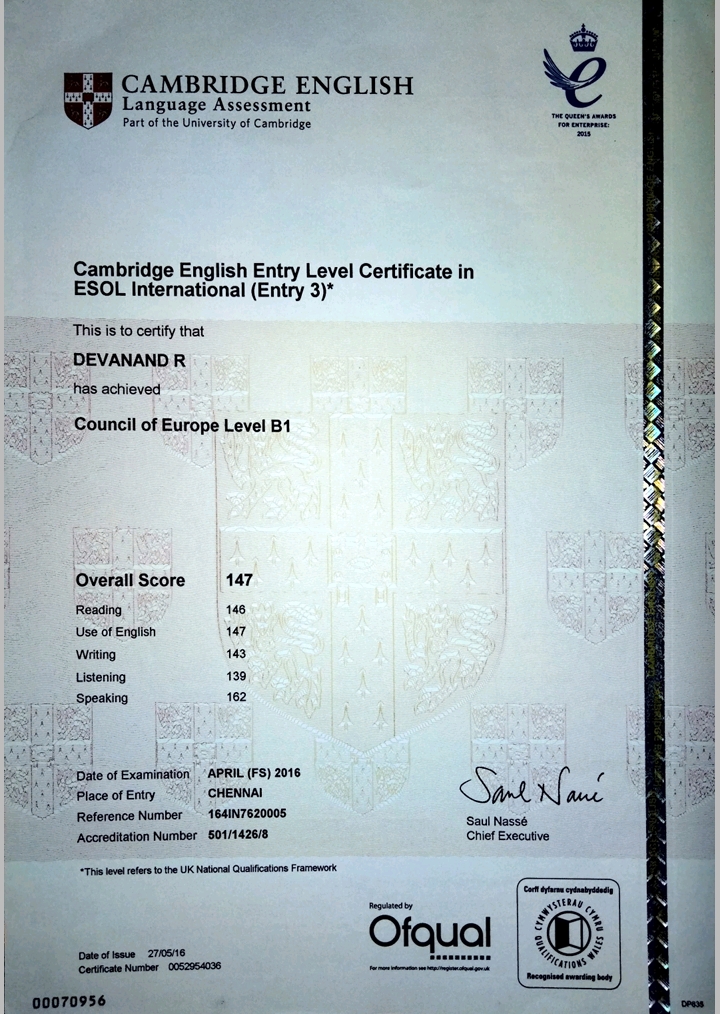 CAMBRIDGE ENGLISH
Language Assessment
Part of the University of Cambridge
THE QUEEN'S AWARDS
FOR ENTERPRISE:
2015
Cambridge English Entry Level Certificate in
ESOL International (Entry 3)*
This is to certify that
DEVANAND R
has achieved
Council of Europe Level B1
Overall Score 147
Reading 146
Use of English 147
Writing 143
Listening 139
Speaking 162
Date of Examination APRIL (FS) 2016
Place of Entry CHENNAI
Reference Number 164IN7620005
Accreditation Number 501/1426/8
Saul Nassé
Saul Nassé
Chief Executive
*This level refers to the UK National Qualifications Framework
Regulated by
Ofqual
For more information see http://register.ofqual.gov.uk
Corff dyfarnu cydnabyddedig
CYMWYSTERAU CYMRU
QUALIFICATIONS WALES
Recognised awarding body
Date of Issue 27/05/16
Certificate Number 0052954036
00070956
DP635